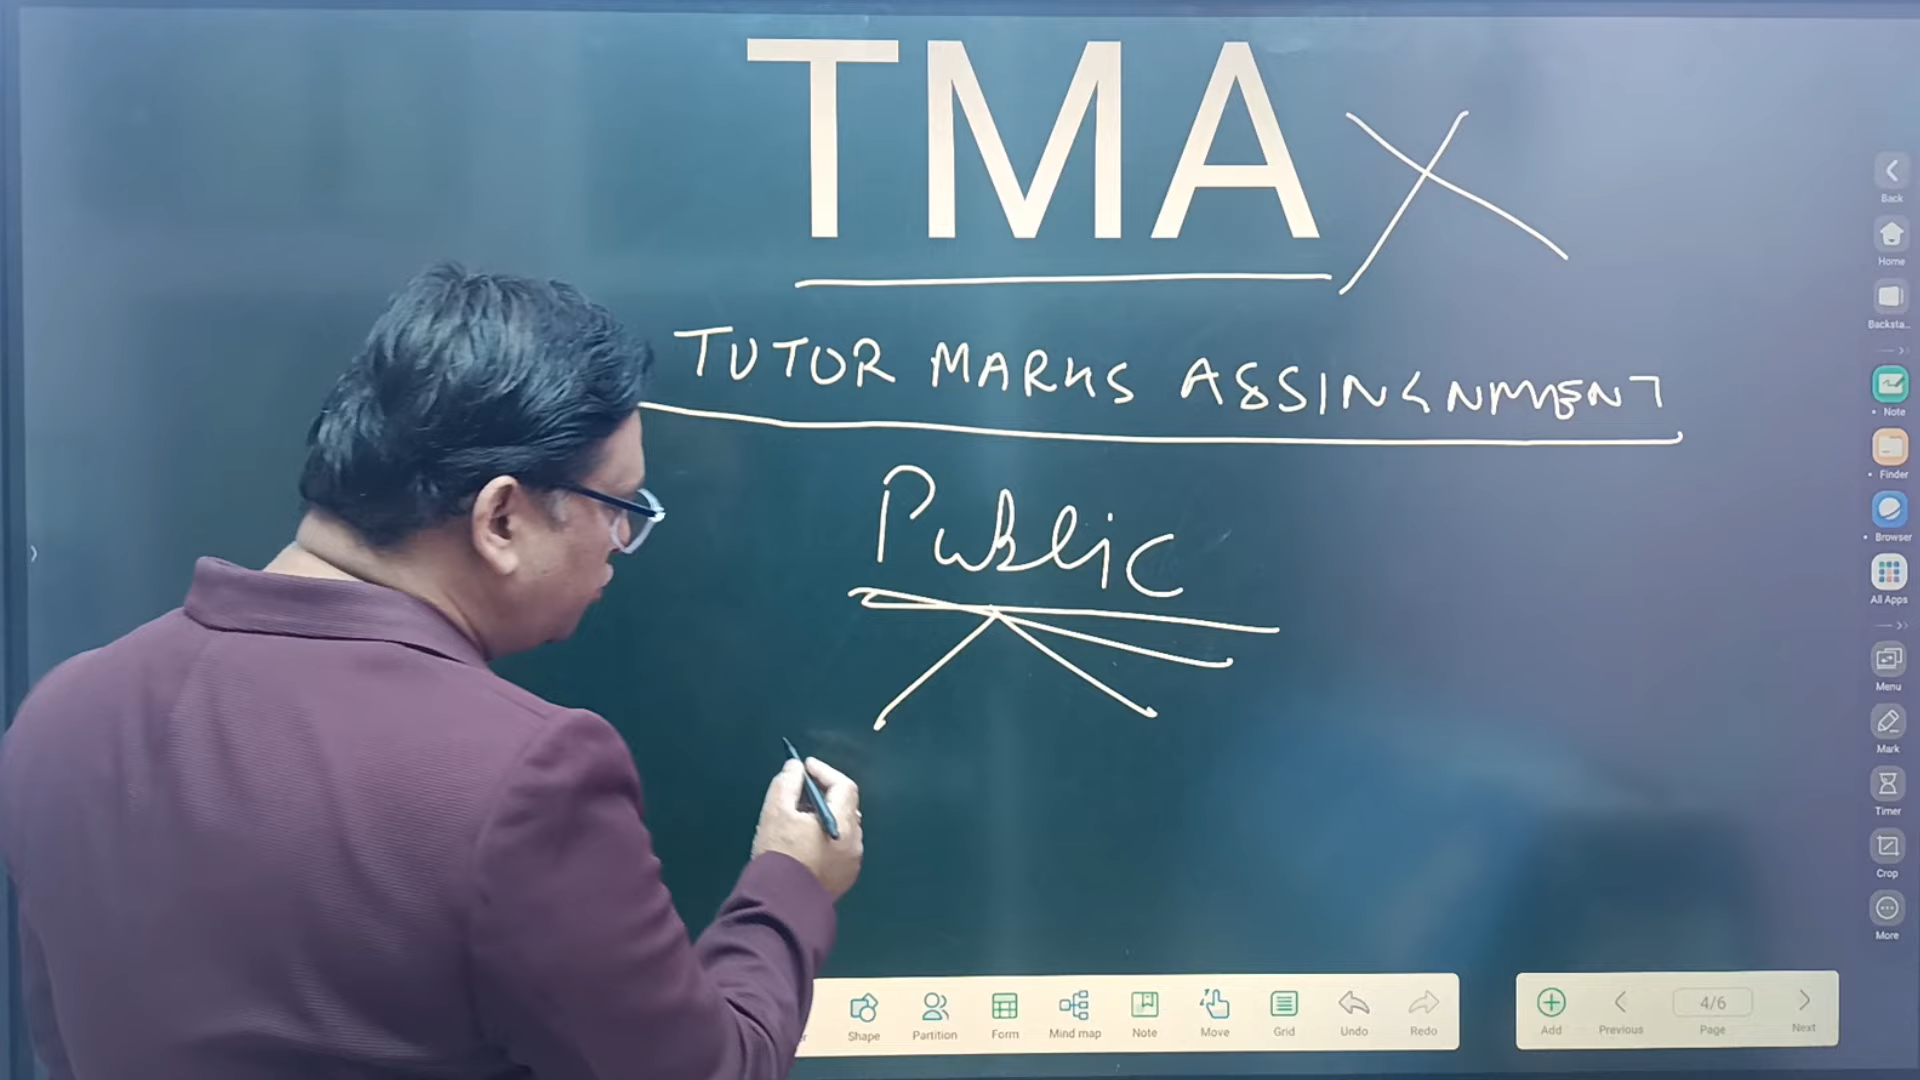 TMA
TUTOR MARKS ASSINGNMENT
Public
Back
Home
Backsta...
Note
Finder
Browser
All Apps
Menu
Mark
Timer
Crop
More
Shape Partition Form Mind map Note Move Grid Undo Redo
4/6
Add Previous Page Next